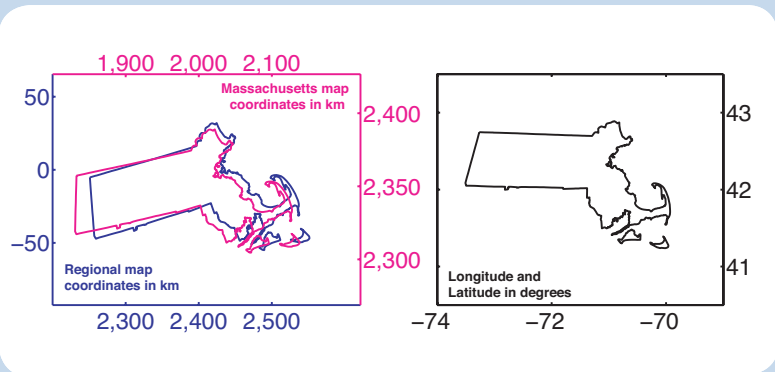 1,900 2,000 2,100
Massachusetts map
coordinates in km
50
0
−50
2,400
2,350
2,300
Regional map
coordinates in km
2,300 2,400 2,500
43
42
41
Longitude and
Latitude in degrees
−74 −72 −70